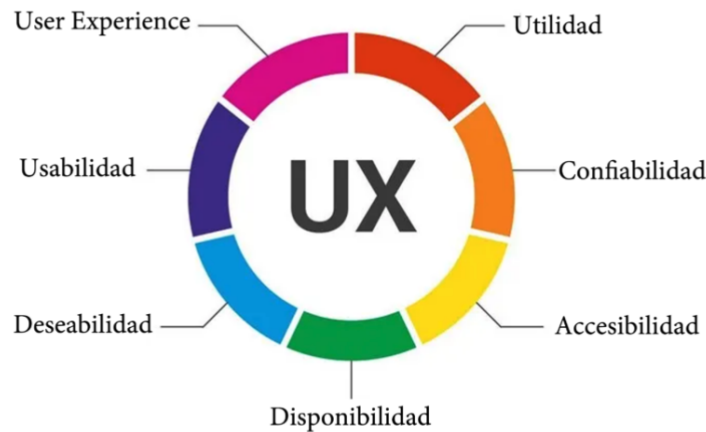 User Experience
Utilidad
Usabilidad
UX
Confiabilidad
Deseabilidad
Accesibilidad
Disponibilidad